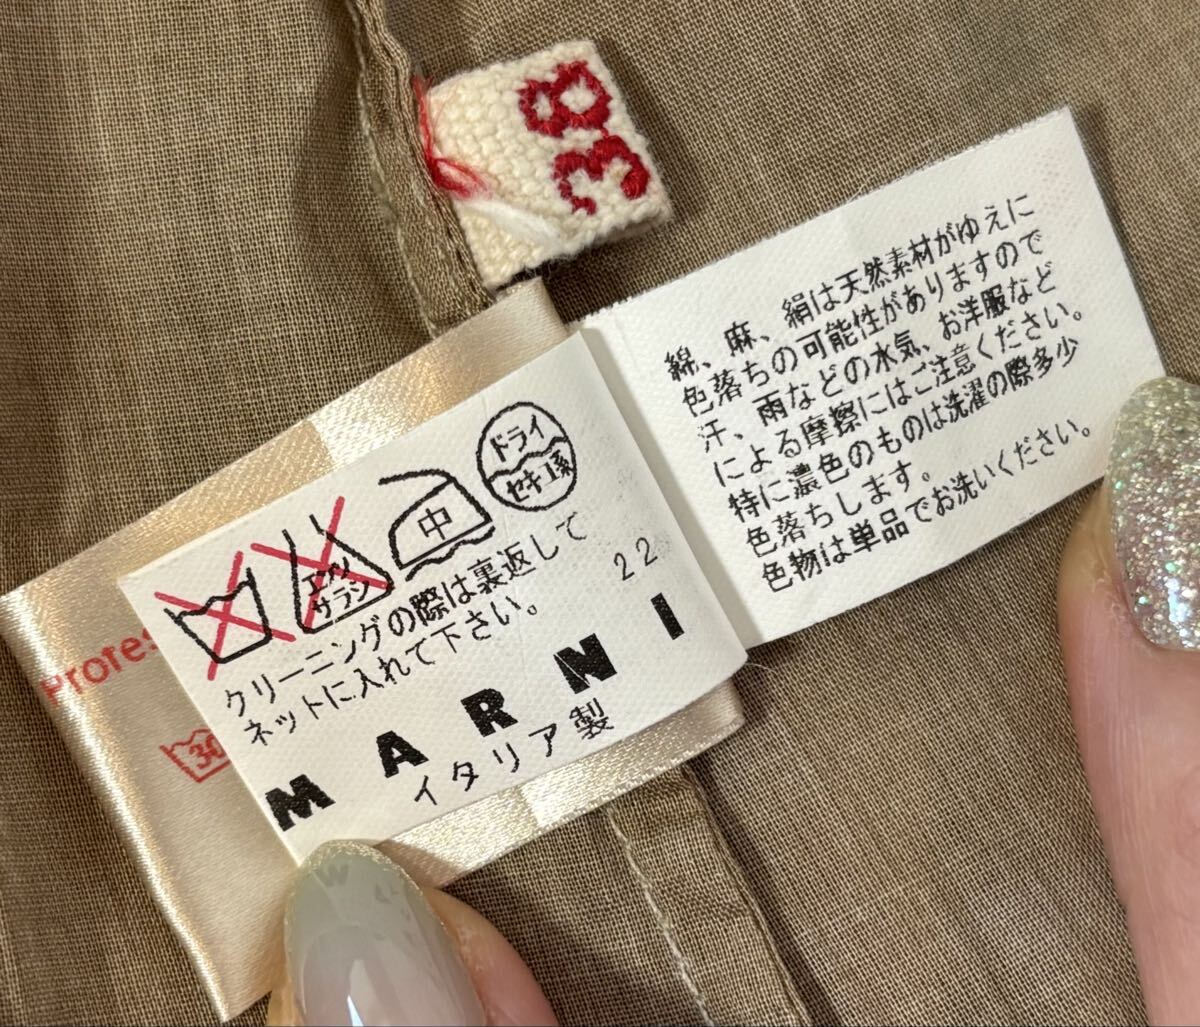 38
綿、麻、絹は天然素材がゆえに
色落ちの可能性がありますので
汗、雨などの水気、お洋服など
による摩擦にはご注意ください。
特に濃色のものは洗濯の際多少
色落ちします。
色物は単品でお洗いください。
ドライ
セキユ系
中
エンソ
サラシ
クリーニングの際は裏返して
ネットに入れて下さい。
22
MARNI
イタリア製
Profes
30